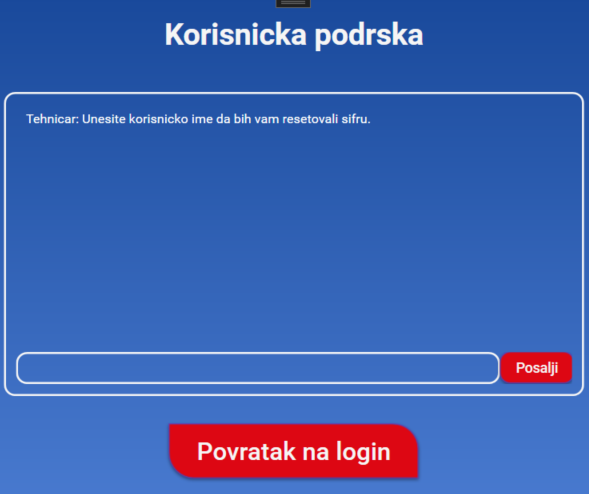 Korisnicka podrska
Tehnicar: Unesite korisnicko ime da bih vam resetovali sifru.
Posalji
Povratak na login